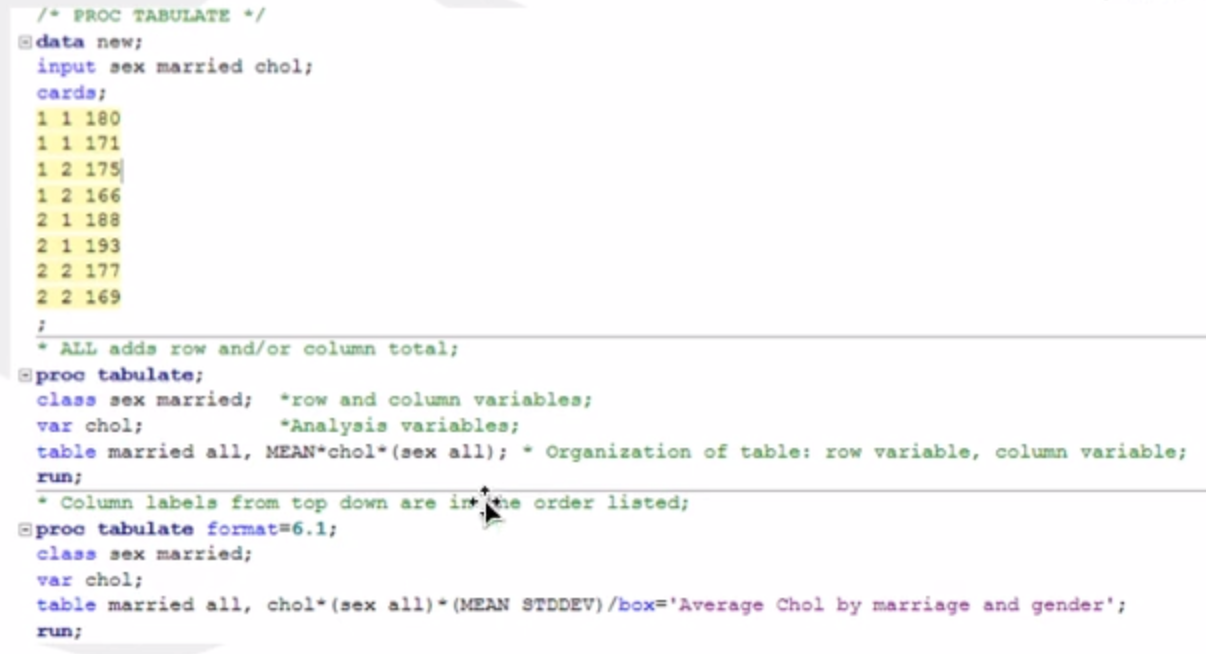 /* PROC TABULATE */
data new;
input sex married chol;
cards;
1 1 180
1 1 171
1 2 175
1 2 166
2 1 188
2 1 193
2 2 177
2 2 169
;
* ALL adds row and/or column total;
proc tabulate;
class sex married;  *row and column variables;
var chol;           *Analysis variables;
table married all, MEAN*chol*(sex all); * Organization of table: row variable, column variable;
run;
* Column labels from top down are in the order listed;
proc tabulate format=6.1;
class sex married;
var chol;
table married all, chol*(sex all)*(MEAN STDDEV)/box='Average Chol by marriage and gender';
run;